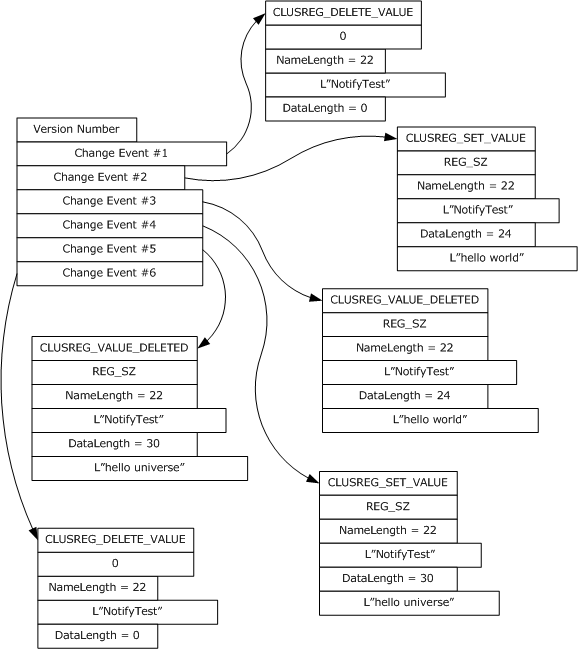 CLUSREG_DELETE_VALUE
0
NameLength = 22
L”NotifyTest”
DataLength = 0
Version Number
Change Event #1
Change Event #2
Change Event #3
Change Event #4
Change Event #5
Change Event #6
CLUSREG_SET_VALUE
REG_SZ
NameLength = 22
L”NotifyTest”
DataLength = 24
L”hello world”
CLUSREG_VALUE_DELETED
REG_SZ
NameLength = 22
L”NotifyTest”
DataLength = 24
L”hello world”
CLUSREG_VALUE_DELETED
REG_SZ
NameLength = 22
L”NotifyTest”
DataLength = 30
L”hello universe”
CLUSREG_SET_VALUE
REG_SZ
NameLength = 22
L”NotifyTest”
DataLength = 30
L”hello universe”
CLUSREG_DELETE_VALUE
0
NameLength = 22
L”NotifyTest”
DataLength = 0